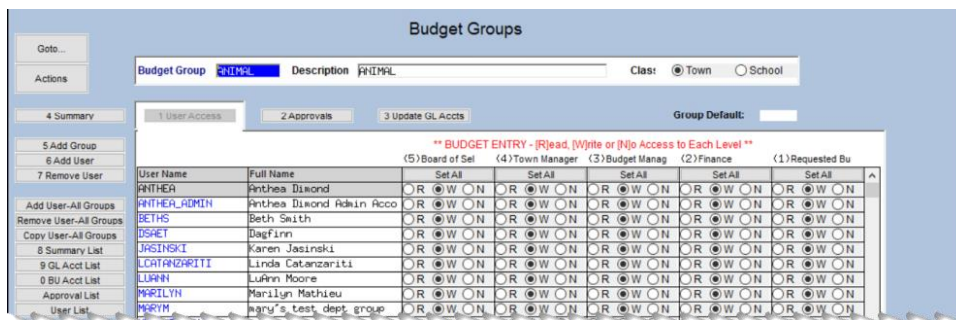 Budget Groups
Goto...
Actions
Budget Group ANIMAL Description ANIMAL Clas: Town School
4 Summary 1 User Access 2 Approvals 3 Update GL Accts Group Default:
5 Add Group
6 Add User
7 Remove User
Add User-All Groups
Remove User-All Groups
Copy User-All Groups
8 Summary List
9 GL Acct List
0 BU Acct List
Approval List
User List
** BUDGET ENTRY - [R]ead, [W]rite or [N]o Access to Each Level **
(5)Board of Sel (4)Town Manager (3)Budget Manag (2)Finance (1)Requested Bu
User Name Full Name Set All Set All Set All Set All Set All
ANTHEA Anthea Dimond R W N R W N R W N R W N R W N
ANTHEA_ADMIN Anthea Dimond Admin Acco R W N R W N R W N R W N R W N
BETHS Beth Smith R W N R W N R W N R W N R W N
DSAET Dagfinn R W N R W N R W N R W N R W N
JASINSKI Karen Jasinski R W N R W N R W N R W N R W N
LCATANZARITI Linda Catanzariti R W N R W N R W N R W N R W N
LUANN LuAnn Moore R W N R W N R W N R W N R W N
MARILYN Marilyn Mathieu R W N R W N R W N R W N R W N
MARYM mary's test dept group R W N R W N R W N R W N R W N